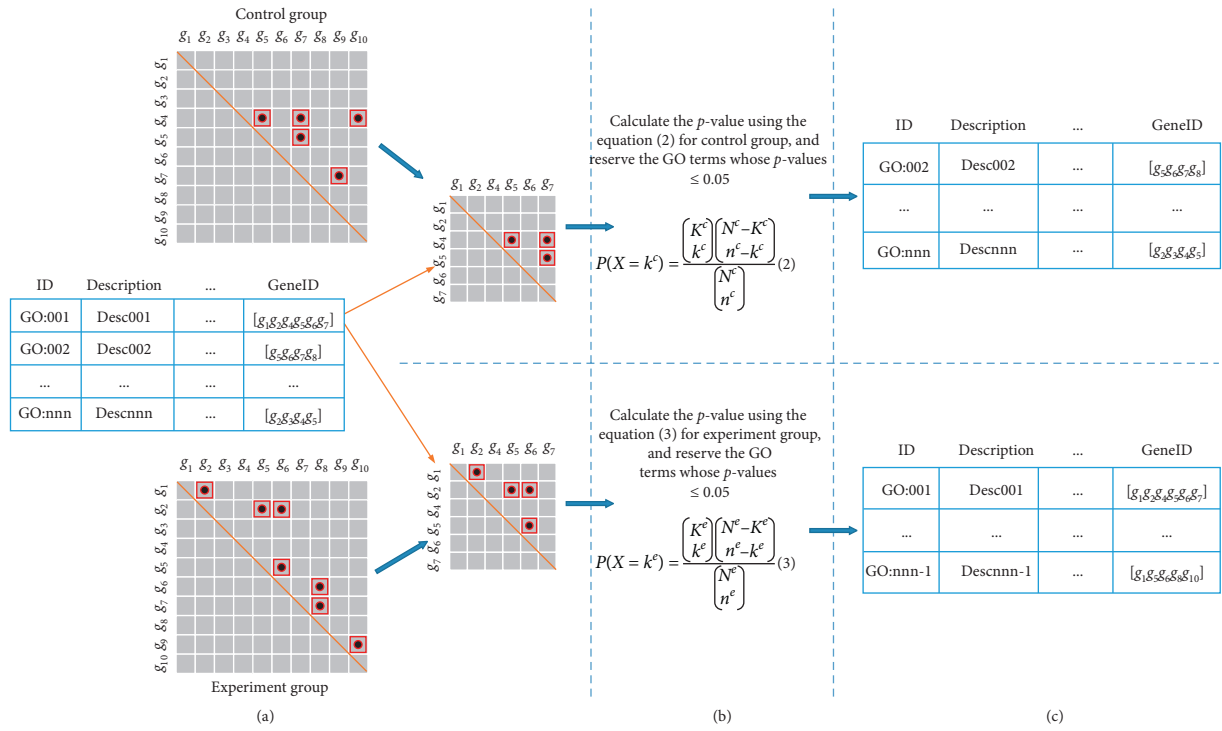 Control group
g1 g2 g3 g4 g5 g6 g7 g8 g9 g10
g1
g2
g3
g4
g5
g6
g7
g8
g9
g10
g1 g2 g4 g5 g6 g7
g1
g2
g4
g5
g6
g7
ID Description ... GeneID
GO:001 Desc001 ... [g1g2g4g5g6g7]
GO:002 Desc002 ... [g5g6g7g8]
... ... ... ...
GO:nnn Descnnn ... [g2g3g4g5]
g1 g2 g3 g4 g5 g6 g7 g8 g9 g10
g1
g2
g3
g4
g5
g6
g7
g8
g9
g10
Experiment group
g1 g2 g4 g5 g6 g7
g1
g2
g4
g5
g6
g7
(a)
Calculate the p-value using the
equation (2) for control group, and
reserve the GO terms whose p-values
≤ 0.05
P(X = k^c) = (K^c k^c)(N^c–K^c n^c–k^c) / (N^c n^c) (2)
Calculate the p-value using the
equation (3) for experiment group,
and reserve the GO
terms whose p-values
≤ 0.05
P(X = k^e) = (K^e k^e)(N^e–K^e n^e–k^e) / (N^e n^e) (3)
(b)
ID Description ... GeneID
GO:002 Desc002 ... [g5g6g7g8]
... ... ... ...
GO:nnn Descnnn ... [g2g3g4g5]
ID Description ... GeneID
GO:001 Desc001 ... [g1g2g4g5g6g7]
... ... ... ...
GO:nnn-1 Descnnn-1 ... [g1g5g6g8g10]
(c)